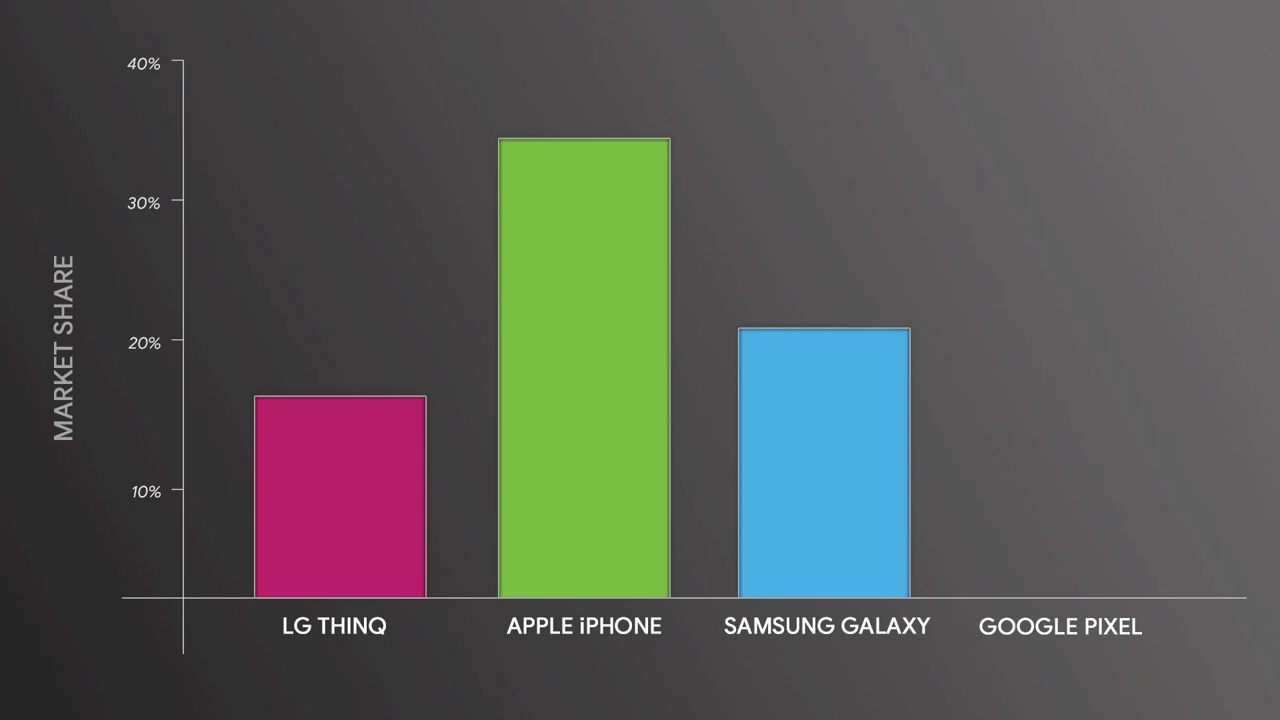 40%
30%
20%
10%
MARKET SHARE
LG THINQ
APPLE iPHONE
SAMSUNG GALAXY
GOOGLE PIXEL